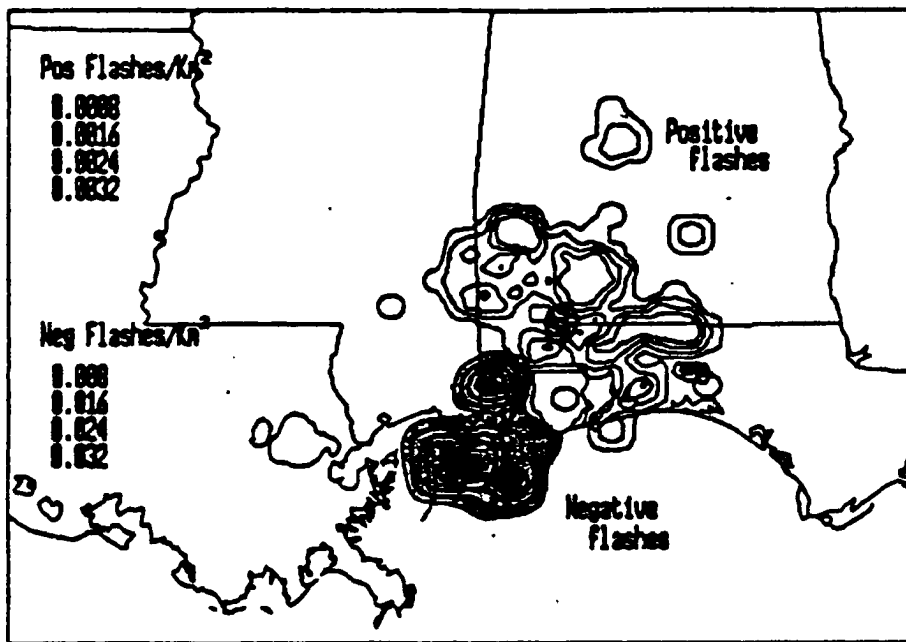 Pos Flashes/Km²
0.0008
0.0016
0.0024
0.0032
Positive
flashes
Neg Flashes/Km²
0.008
0.016
0.024
0.032
Negative
flashes